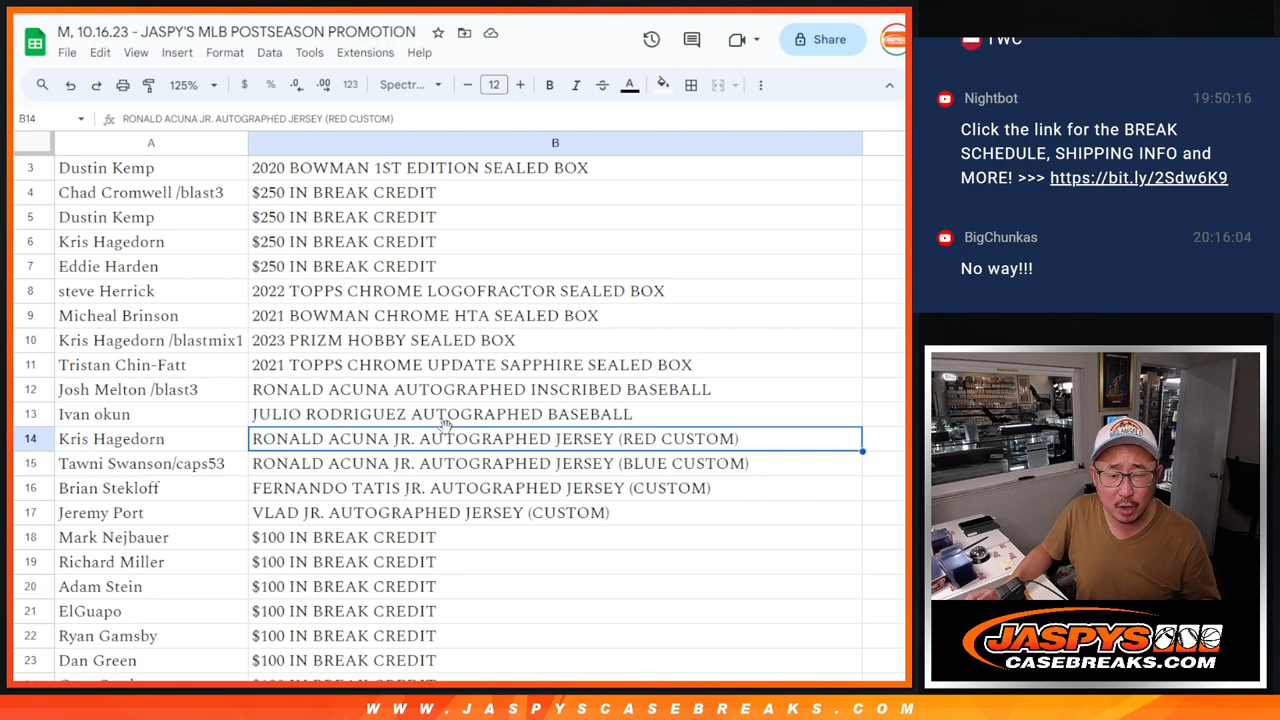 M, 10.16.23 - JASPY'S MLB POSTSEASON PROMOTION
File Edit View Insert Format Data Tools Extensions Help
Share
125% $ % .0 .00 123 Spectr... 12 B I A
B14 fx RONALD ACUNA JR. AUTOGRAPHED JERSEY (RED CUSTOM)
A B
3 Dustin Kemp 2020 BOWMAN 1ST EDITION SEALED BOX
4 Chad Cromwell /blast3 $250 IN BREAK CREDIT
5 Dustin Kemp $250 IN BREAK CREDIT
6 Kris Hagedorn $250 IN BREAK CREDIT
7 Eddie Harden $250 IN BREAK CREDIT
8 steve Herrick 2022 TOPPS CHROME LOGOFRACTOR SEALED BOX
9 Micheal Brinson 2021 BOWMAN CHROME HTA SEALED BOX
10 Kris Hagedorn /blastmix1 2023 PRIZM HOBBY SEALED BOX
11 Tristan Chin-Fatt 2021 TOPPS CHROME UPDATE SAPPHIRE SEALED BOX
12 Josh Melton /blast3 RONALD ACUNA AUTOGRAPHED INSCRIBED BASEBALL
13 Ivan okun JULIO RODRIGUEZ AUTOGRAPHED BASEBALL
14 Kris Hagedorn RONALD ACUNA JR. AUTOGRAPHED JERSEY (RED CUSTOM)
15 Tawni Swanson/caps53 RONALD ACUNA JR. AUTOGRAPHED JERSEY (BLUE CUSTOM)
16 Brian Stekloff FERNANDO TATIS JR. AUTOGRAPHED JERSEY (CUSTOM)
17 Jeremy Port VLAD JR. AUTOGRAPHED JERSEY (CUSTOM)
18 Mark Nejbauer $100 IN BREAK CREDIT
19 Richard Miller $100 IN BREAK CREDIT
20 Adam Stein $100 IN BREAK CREDIT
21 ElGuapo $100 IN BREAK CREDIT
22 Ryan Gamsby $100 IN BREAK CREDIT
23 Dan Green $100 IN BREAK CREDIT
TWC
Nightbot 19:50:16
Click the link for the BREAK
SCHEDULE, SHIPPING INFO and
MORE! >>> https://bit.ly/2Sdw6K9
BigChunkas 20:16:04
No way!!!
JASPYS
CASEBREAKS.COM
WWW.JASPYSCASEBREAKS.COM